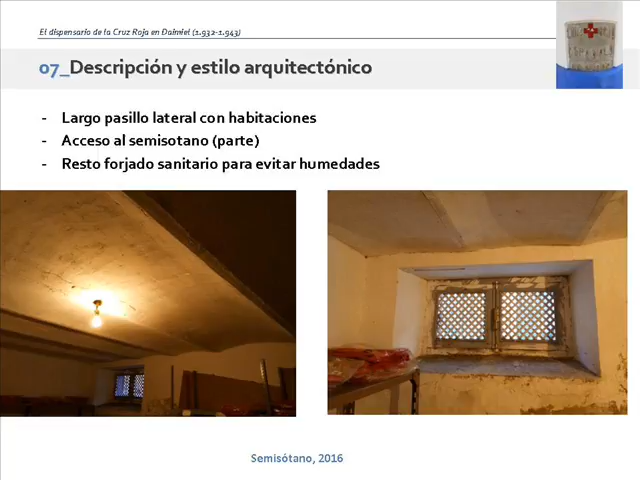 El dispensario de la Cruz Roja en Daimiel (1.932-1.943)
07_Descripción y estilo arquitectónico
- Largo pasillo lateral con habitaciones
- Acceso al semisotano (parte)
- Resto forjado sanitario para evitar humedades
Semisótano, 2016